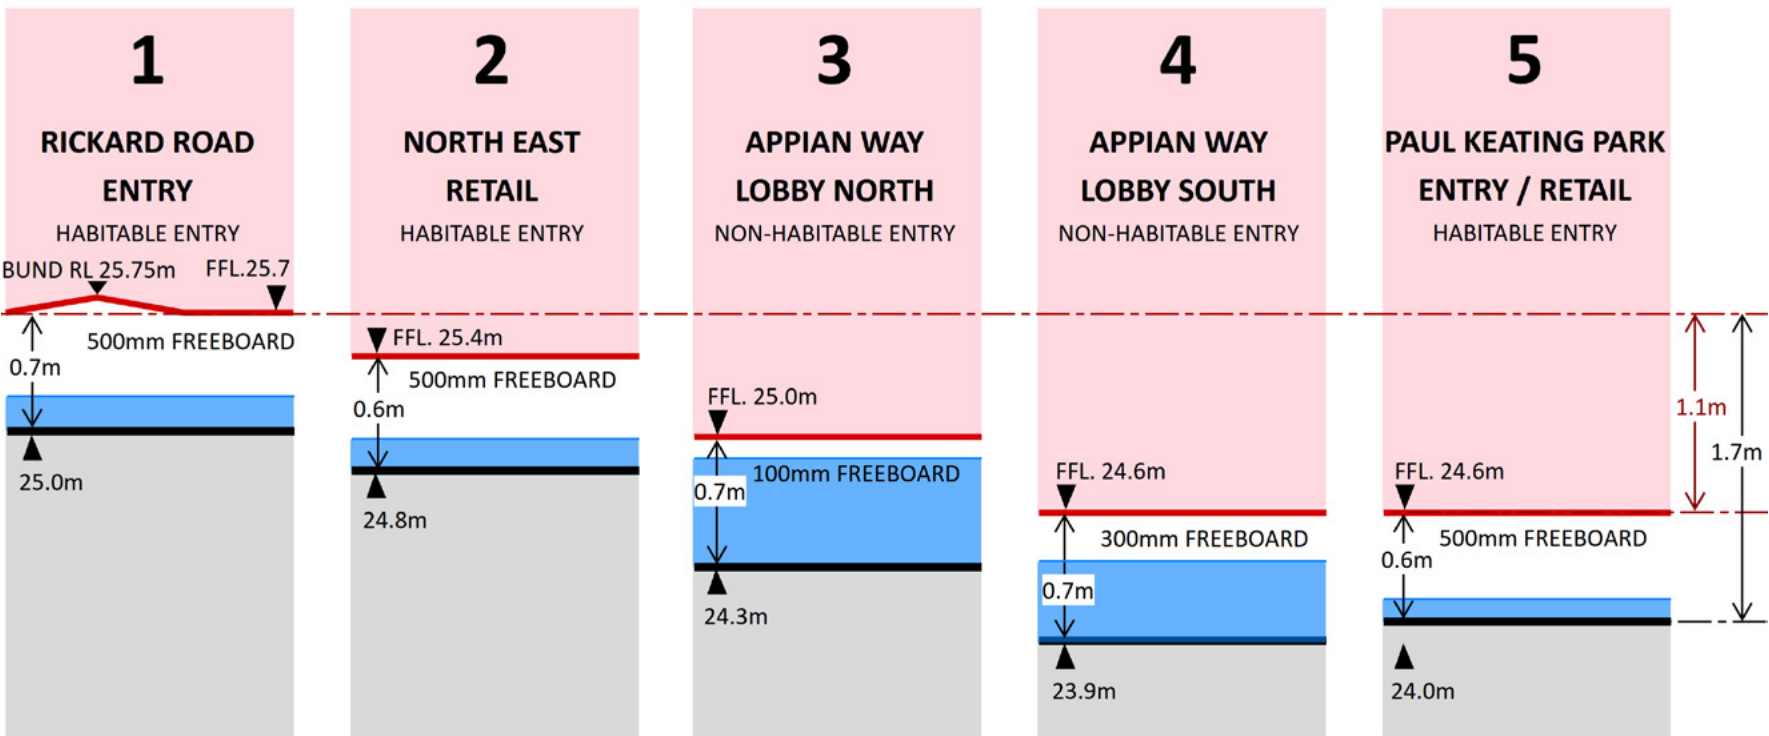 1
RICKARD ROAD
ENTRY
HABITABLE ENTRY
BUND RL 25.75m
FFL.25.7
500mm FREEBOARD
0.7m
25.0m
2
NORTH EAST
RETAIL
HABITABLE ENTRY
FFL. 25.4m
500mm FREEBOARD
0.6m
24.8m
3
APPIAN WAY
LOBBY NORTH
NON-HABITABLE ENTRY
FFL. 25.0m
100mm FREEBOARD
0.7m
24.3m
4
APPIAN WAY
LOBBY SOUTH
NON-HABITABLE ENTRY
FFL. 24.6m
300mm FREEBOARD
0.7m
23.9m
5
PAUL KEATING PARK
ENTRY / RETAIL
HABITABLE ENTRY
FFL. 24.6m
500mm FREEBOARD
0.6m
24.0m
1.1m
1.7m